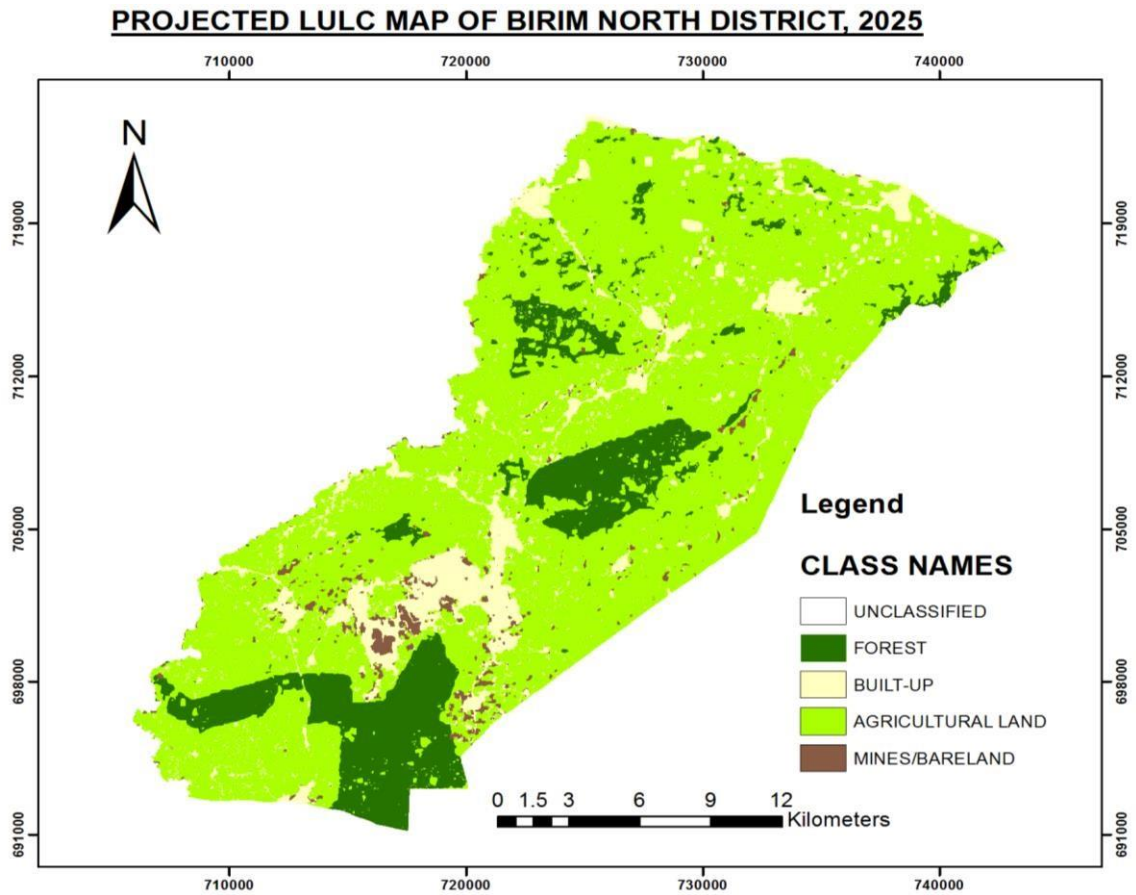 PROJECTED LULC MAP OF BIRIM NORTH DISTRICT, 2025
710000 720000 730000 740000
N
719000 719000
712000 712000
705000 705000
698000 698000
691000 691000
Legend
CLASS NAMES
UNCLASSIFIED
FOREST
BUILT-UP
AGRICULTURAL LAND
MINES/BARELAND
0 1.5 3 6 9 12
Kilometers
710000 720000 730000 740000